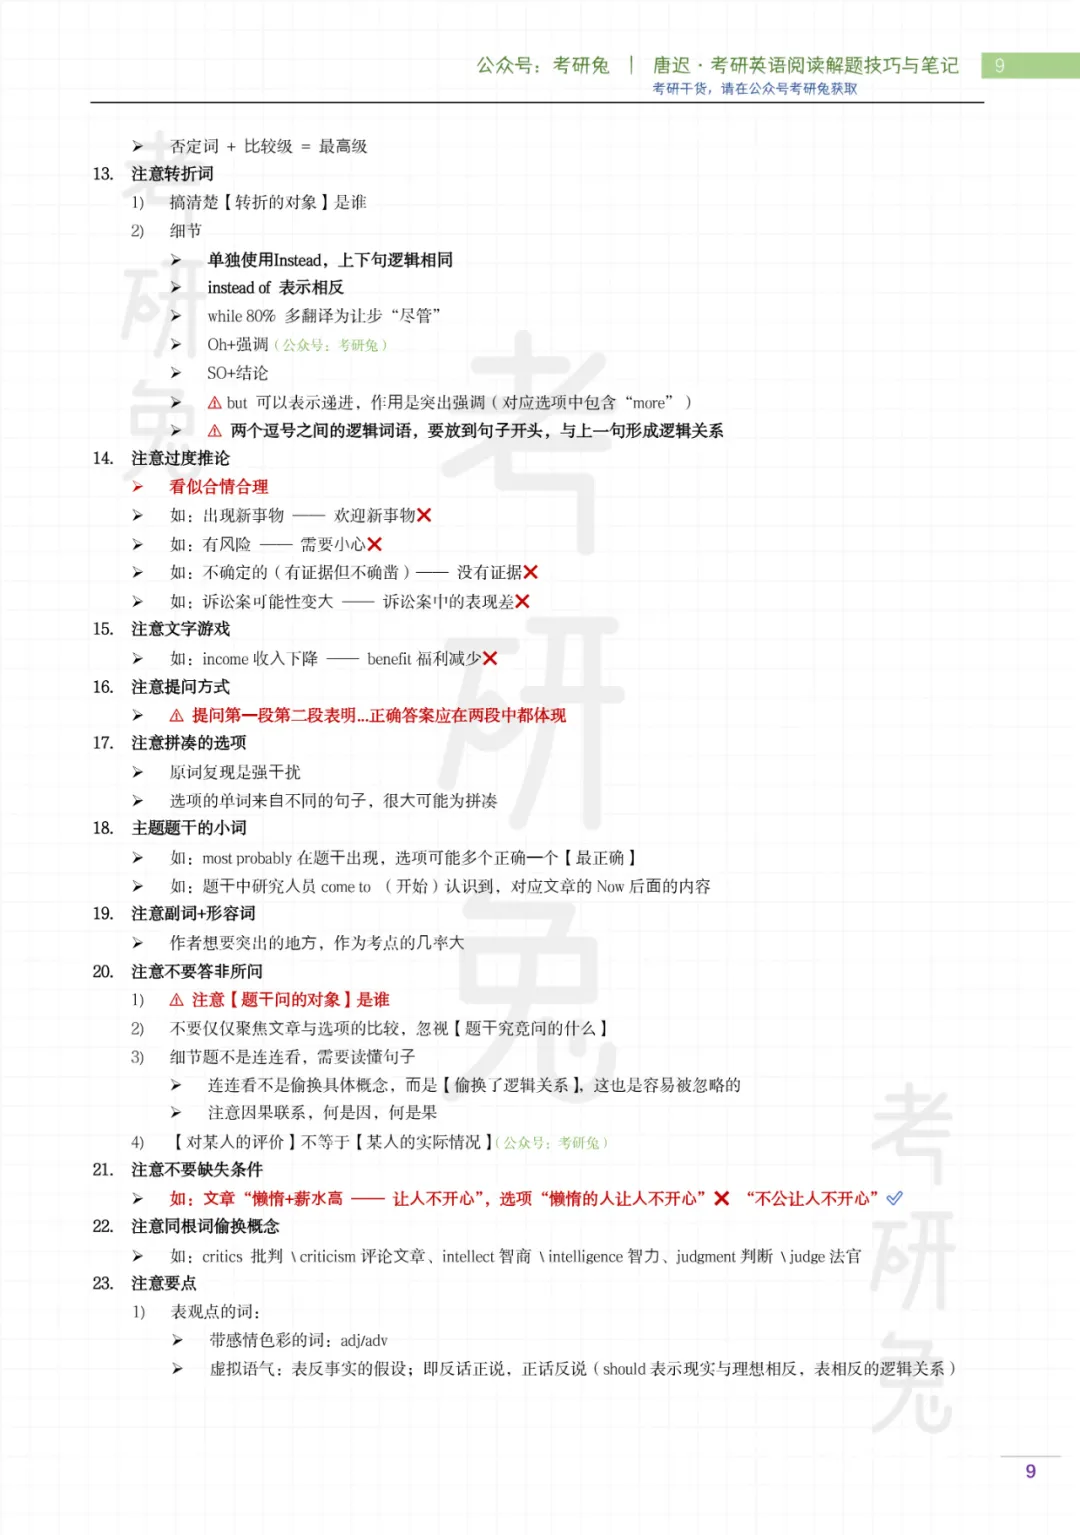 公众号：考研兔 | 唐迟·考研英语阅读解题技巧与笔记 9
考研干货，请在公众号考研兔获取
➢ 否定词 + 比较级 = 最高级
13. 注意转折词
1) 搞清楚【转折的对象】是谁
2) 细节
➢ 单独使用Instead，上下句逻辑相同
➢ instead of 表示相反
➢ while 80% 多翻译为让步“尽管”
➢ Oh+强调（公众号：考研兔）
➢ SO+结论
➢ ⚠ but 可以表示递进，作用是突出强调（对应选项中包含“more”）
➢ ⚠ 两个逗号之间的逻辑词语，要放到句子开头，与上一句形成逻辑关系
14. 注意过度推论
➢ 看似合情合理
➢ 如：出现新事物 —— 欢迎新事物❌
➢ 如：有风险 —— 需要小心❌
➢ 如：不确定的（有证据但不确凿）—— 没有证据❌
➢ 如：诉讼案可能性变大 —— 诉讼案中的表现差❌
15. 注意文字游戏
➢ 如：income 收入下降 —— benefit 福利减少❌
16. 注意提问方式
➢ ⚠ 提问第一段第二段表明...正确答案应在两段中都体现
17. 注意拼凑的选项
➢ 原词复现是强干扰
➢ 选项的单词来自不同的句子，很大可能为拼凑
18. 主题题干的小词
➢ 如：most probably 在题干出现，选项可能多个正确一个【最正确】
➢ 如：题干中研究人员 come to （开始）认识到，对应文章的 Now 后面的内容
19. 注意副词+形容词
➢ 作者想要突出的地方，作为考点的几率大
20. 注意不要答非所问
1) ⚠ 注意【题干问的对象】是谁
2) 不要仅仅聚焦文章与选项的比较，忽视【题干究竟问的什么】
3) 细节题不是连连看，需要读懂句子
➢ 连连看不是偷换具体概念，而是【偷换了逻辑关系】，这也是容易被忽略的
➢ 注意因果联系，何是因，何是果
4) 【对某人的评价】不等于【某人的实际情况】（公众号：考研兔）
21. 注意不要缺失条件
➢ 如：文章“懒惰+薪水高 —— 让人不开心”，选项“懒惰的人让人不开心”❌ “不公让人不开心”✓
22. 注意同根词偷换概念
➢ 如：critics 批判 \ criticism 评论文章、intellect 智商 \ intelligence 智力、judgment 判断 \ judge 法官
23. 注意要点
1) 表观点的词：
➢ 带感情色彩的词：adj/adv
➢ 虚拟语气：表反事实的假设；即反话正说，正话反说（should 表示现实与理想相反，表相反的逻辑关系）
考研兔
考研兔
考研兔
9